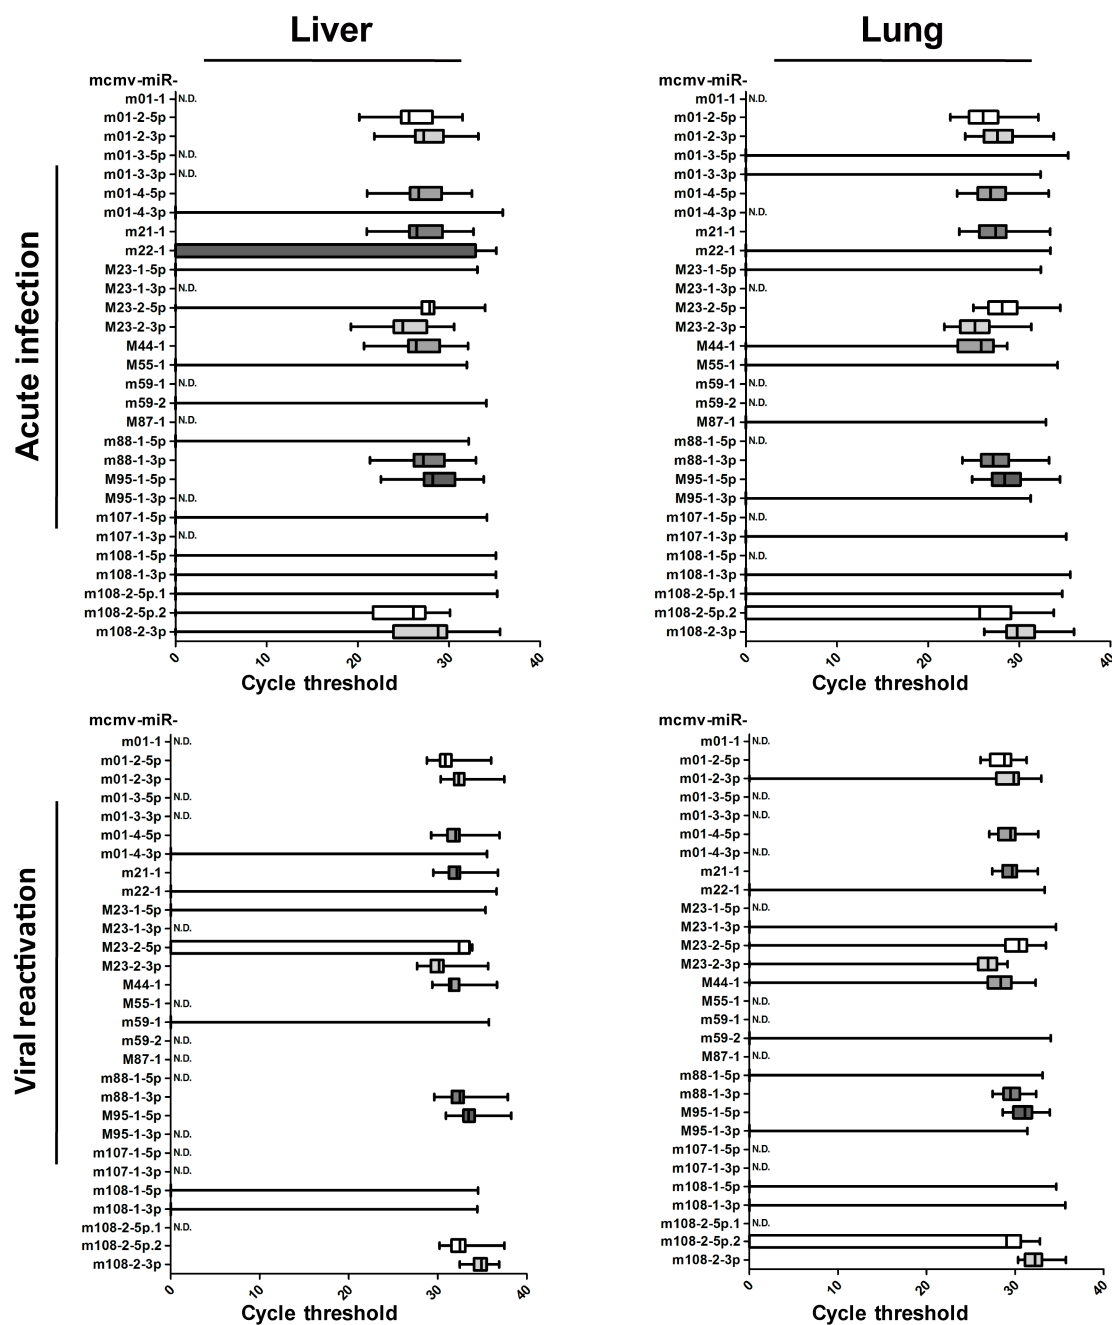 Liver
Lung
Acute infection
Viral reactivation
mcmv-miR-
m01-1 N.D.
m01-2-5p
m01-2-3p
m01-3-5p N.D.
m01-3-3p N.D.
m01-4-5p
m01-4-3p
m21-1
m22-1
M23-1-5p
M23-1-3p N.D.
M23-2-5p
M23-2-3p
M44-1
M55-1
m59-1 N.D.
m59-2
M87-1 N.D.
m88-1-5p
m88-1-3p
M95-1-5p
M95-1-3p N.D.
m107-1-5p
m107-1-3p N.D.
m108-1-5p
m108-1-3p
m108-2-5p.1
m108-2-5p.2
m108-2-3p
0 10 20 30 40
Cycle threshold
mcmv-miR-
m01-1 N.D.
m01-2-5p
m01-2-3p
m01-3-5p
m01-3-3p
m01-4-5p
m01-4-3p N.D.
m21-1
m22-1
M23-1-5p
M23-1-3p N.D.
M23-2-5p
M23-2-3p
M44-1
M55-1
m59-1 N.D.
m59-2 N.D.
M87-1
m88-1-5p N.D.
m88-1-3p
M95-1-5p
M95-1-3p
m107-1-5p N.D.
m107-1-3p
m108-1-5p N.D.
m108-1-3p
m108-2-5p.1
m108-2-5p.2
m108-2-3p
0 10 20 30 40
Cycle threshold
mcmv-miR-
m01-1 N.D.
m01-2-5p
m01-2-3p
m01-3-5p N.D.
m01-3-3p N.D.
m01-4-5p
m01-4-3p
m21-1
m22-1
M23-1-5p
M23-1-3p N.D.
M23-2-5p
M23-2-3p
M44-1
M55-1 N.D.
m59-1
m59-2 N.D.
M87-1 N.D.
m88-1-5p N.D.
m88-1-3p
M95-1-5p
M95-1-3p N.D.
m107-1-5p N.D.
m107-1-3p N.D.
m108-1-5p
m108-1-3p
m108-2-5p.1 N.D.
m108-2-5p.2
m108-2-3p
0 10 20 30 40
Cycle threshold
mcmv-miR-
m01-1 N.D.
m01-2-5p
m01-2-3p
m01-3-5p N.D.
m01-3-3p N.D.
m01-4-5p
m01-4-3p N.D.
m21-1
m22-1
M23-1-5p N.D.
M23-1-3p
M23-2-5p
M23-2-3p
M44-1
M55-1 N.D.
m59-1 N.D.
m59-2
M87-1 N.D.
m88-1-5p
m88-1-3p
M95-1-5p
M95-1-3p
m107-1-5p N.D.
m107-1-3p N.D.
m108-1-5p
m108-1-3p
m108-2-5p.1 N.D.
m108-2-5p.2
m108-2-3p
0 10 20 30 40
Cycle threshold